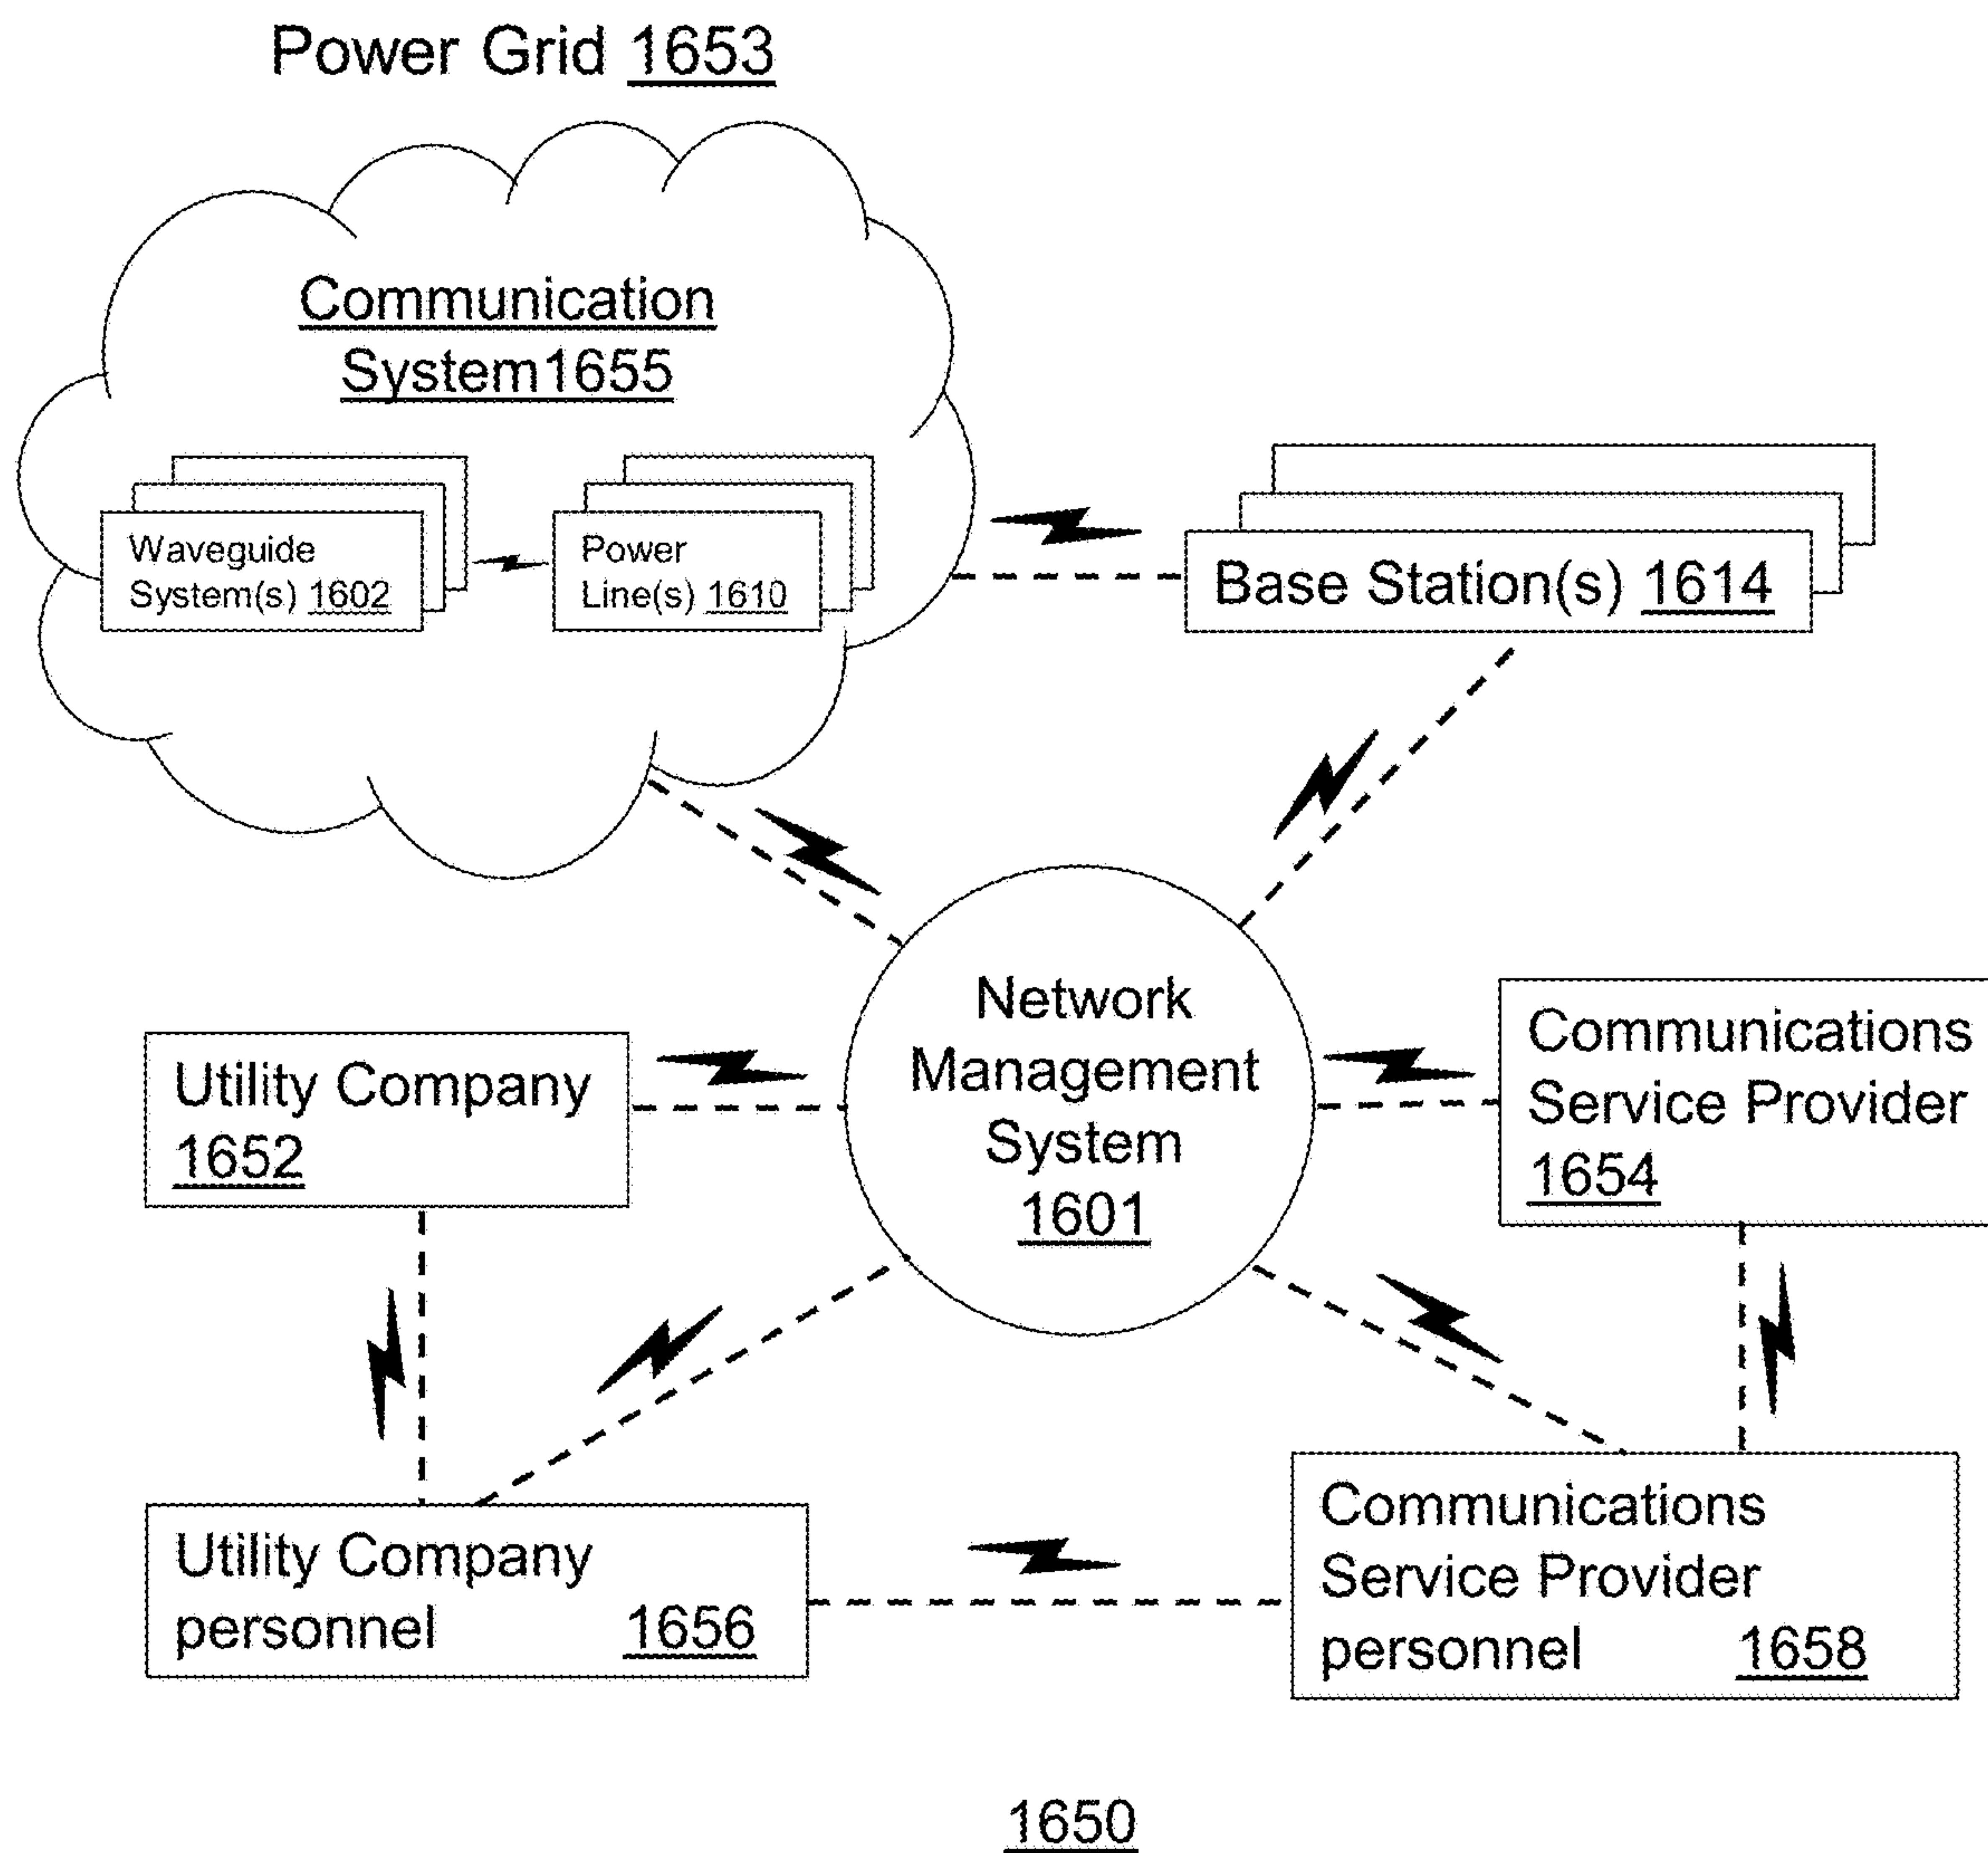 Power Grid 1653
Communication
System1655
Waveguide
System(s) 1602
Power
Line(s) 1610
Base Station(s) 1614
Network
Management
System
1601
Utility Company
1652
Communications
Service Provider
1654
Utility Company
personnel 1656
Communications
Service Provider
personnel 1658
1650